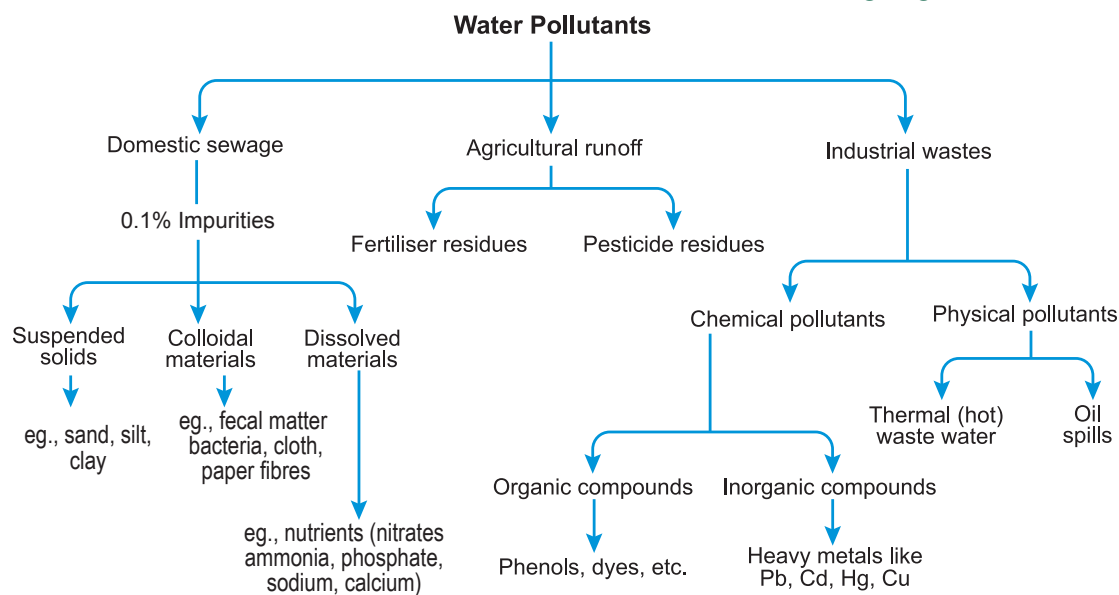 Water Pollutants
Domestic sewage
Agricultural runoff
Industrial wastes
0.1% Impurities
Fertiliser residues
Pesticide residues
Suspended
solids
Colloidal
materials
Dissolved
materials
Chemical pollutants
Physical pollutants
eg., sand, silt,
clay
eg., fecal matter
bacteria, cloth,
paper fibres
Thermal (hot)
waste water
Oil
spills
Organic compounds
Inorganic compounds
eg., nutrients (nitrates
ammonia, phosphate,
sodium, calcium)
Phenols, dyes, etc.
Heavy metals like
Pb, Cd, Hg, Cu